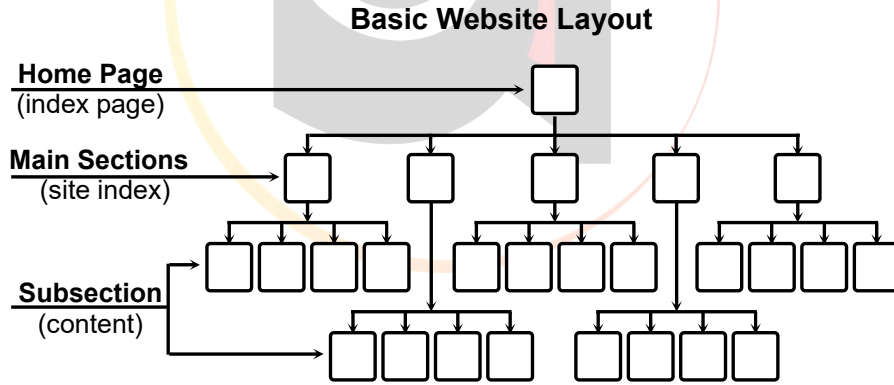 Basic Website Layout
Home Page
(index page)
Main Sections
(site index)
Subsection
(content)